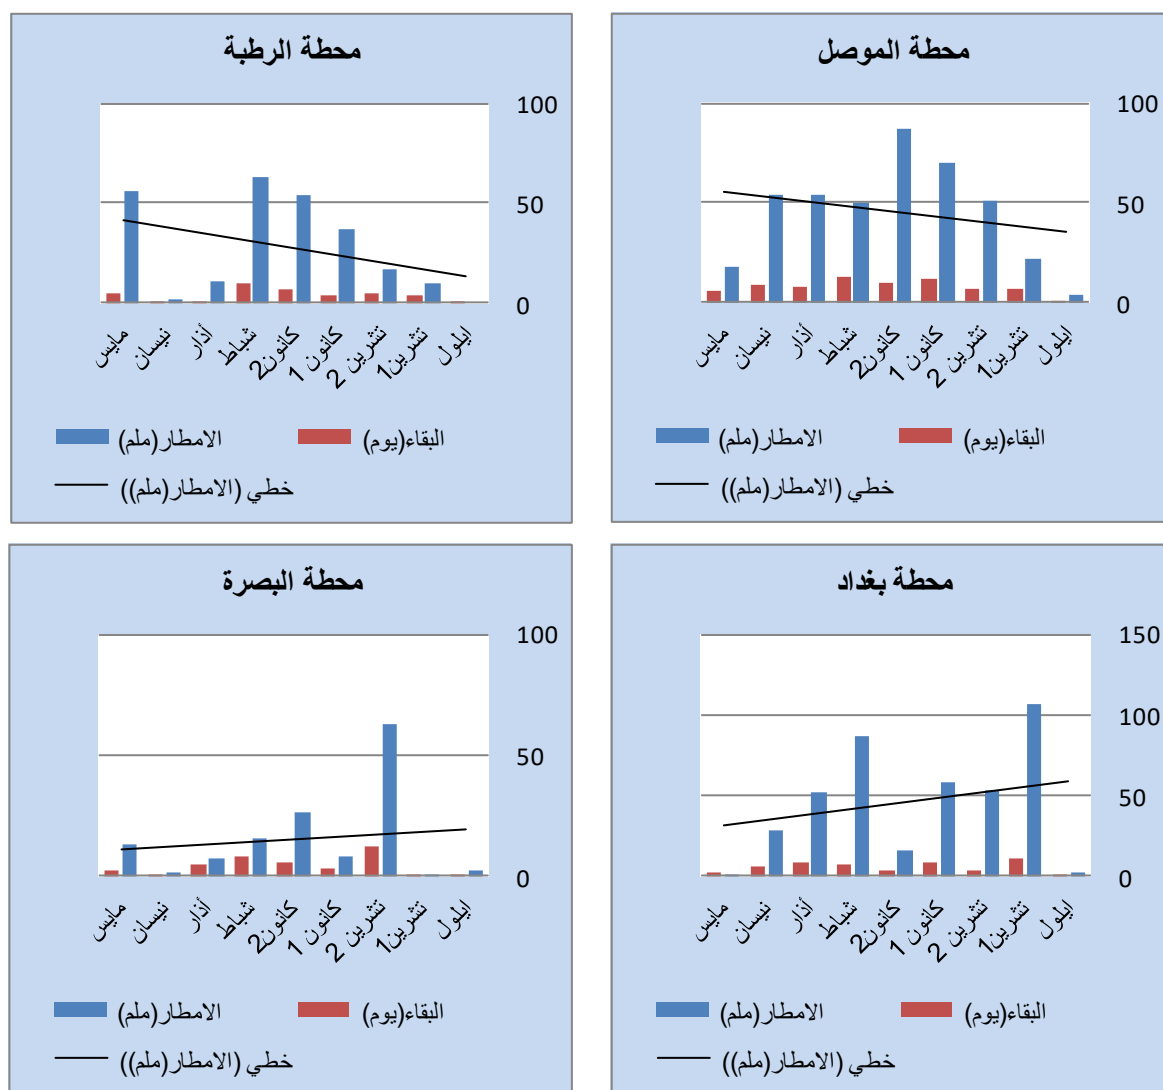 محطة الموصل
100
50
0
ايلول
تشرين1
تشرين 2
كانون 1
كانون2
شباط
أذار
نيسان
مايس
الامطار(ملم)
البقاء(يوم)
خطي (الامطار(ملم))
محطة الرطبة
100
50
0
ايلول
تشرين1
تشرين 2
كانون 1
كانون2
شباط
أذار
نيسان
مايس
الامطار(ملم)
البقاء(يوم)
خطي (الامطار(ملم))
محطة بغداد
150
100
50
0
ايلول
تشرين1
تشرين 2
كانون 1
كانون2
شباط
أذار
نيسان
مايس
الامطار(ملم)
البقاء(يوم)
خطي (الامطار(ملم))
محطة البصرة
100
50
0
ايلول
تشرين1
تشرين 2
كانون 1
كانون2
شباط
أذار
نيسان
مايس
الامطار(ملم)
البقاء(يوم)
خطي (الامطار(ملم))